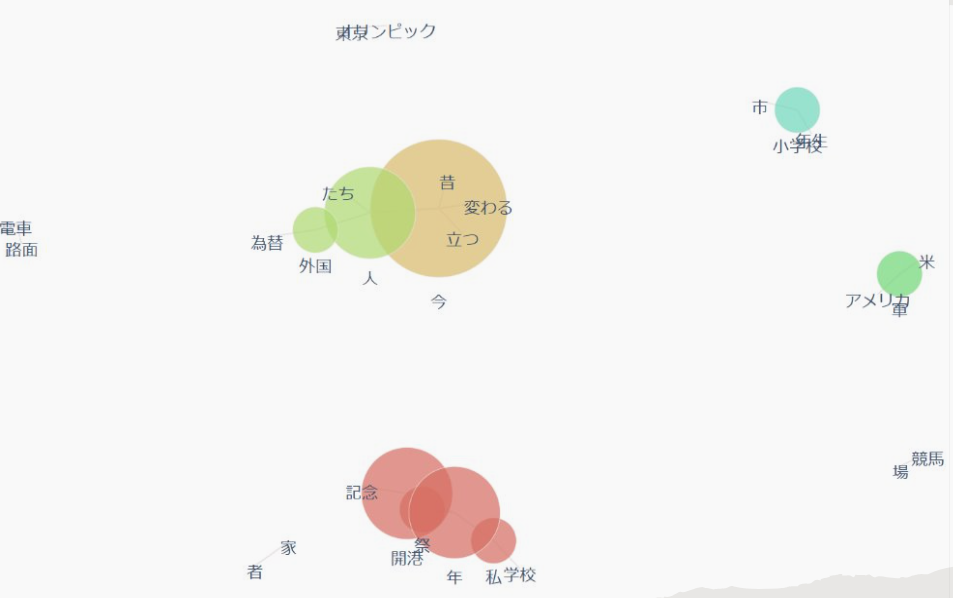 東京
オリンピック
市
年生
小学校
昔
たち
変わる
電車
立つ
為替
路面
外国
米
人
アメリカ
今
軍
競馬
場
記念
祭
家
開港
者
年
私
学校